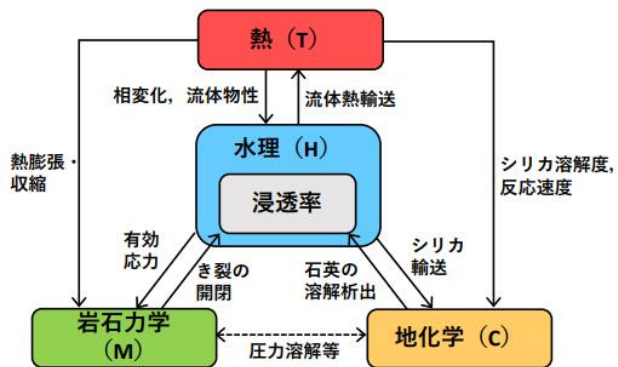 熱（T）
相変化，流体物性
流体熱輸送
水理（H）
浸透率
熱膨張・
収縮
シリカ溶解度，
反応速度
有効
応力
き裂の
開閉
石英の
溶解析出
シリカ
輸送
岩石力学
（M）
圧力溶解等
地化学（C）